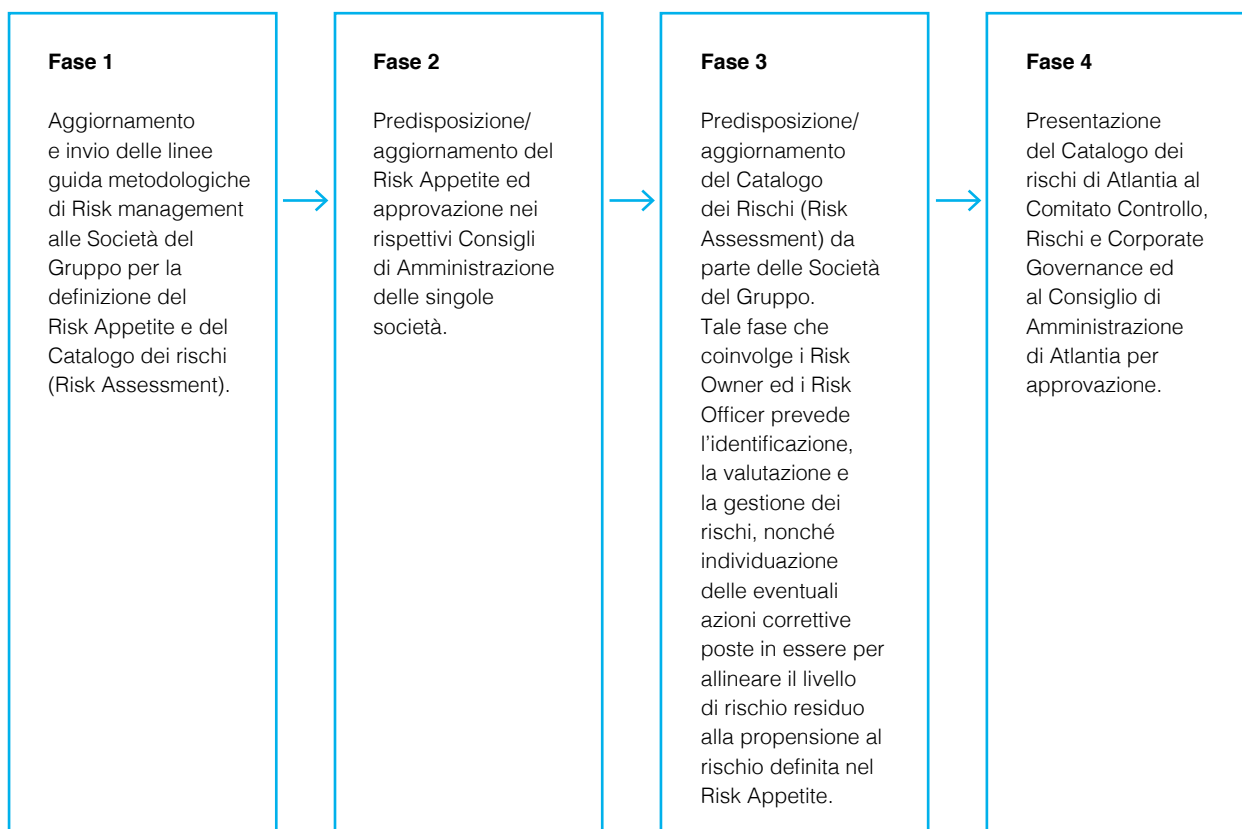 Fase 1
Aggiornamento
e invio delle linee
guida metodologiche
di Risk management
alle Società del
Gruppo per la
definizione del
Risk Appetite e del
Catalogo dei rischi
(Risk Assessment).
Fase 2
Predisposizione/
aggiornamento del
Risk Appetite ed
approvazione nei
rispettivi Consigli
di Amministrazione
delle singole
società.
Fase 3
Predisposizione/
aggiornamento
del Catalogo
dei Rischi (Risk
Assessment) da
parte delle Società
del Gruppo.
Tale fase che
coinvolge i Risk
Owner ed i Risk
Officer prevede
l’identificazione,
la valutazione e
la gestione dei
rischi, nonché
individuazione
delle eventuali
azioni correttive
poste in essere per
allineare il livello
di rischio residuo
alla propensione al
rischio definita nel
Risk Appetite.
Fase 4
Presentazione
del Catalogo dei
rischi di Atlantia al
Comitato Controllo,
Rischi e Corporate
Governance ed
al Consiglio di
Amministrazione
di Atlantia per
approvazione.